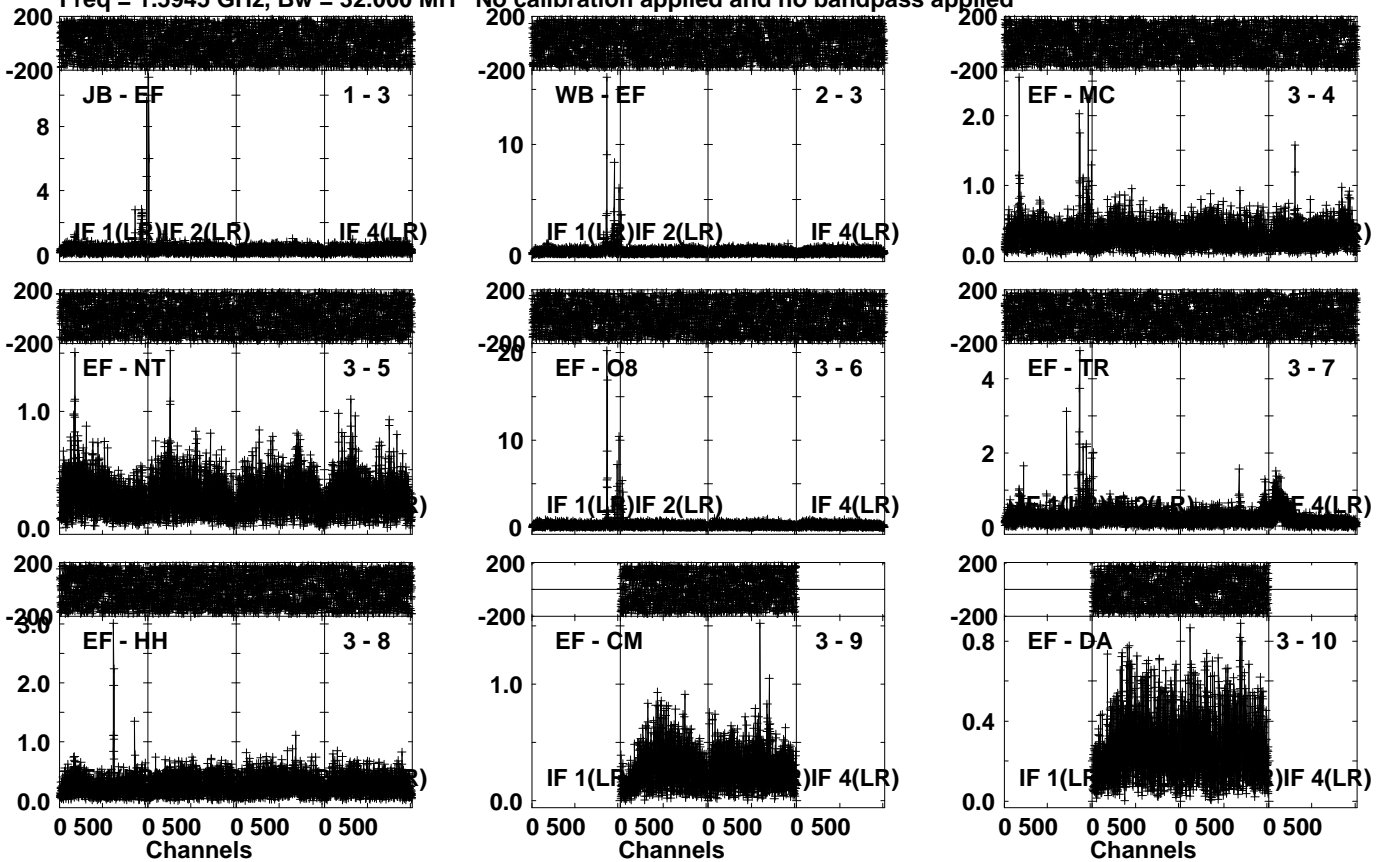 Freq = 1.5945 GHz, Bw = 32.000 MH No calibration applied and no bandpass applied
200 200 200
-200 -200 -200
JB - EF 1 - 3 WB - EF 2 - 3 EF - MC 3 - 4
8 10 2.0
4 1.0
IF 1(LR) IF 2(LR) IF 4(LR) IF 1(LR) IF 2(LR) IF 4(LR) R)
0 0 0.0
200 200 200
-200 -200 -200
20
EF - NT 3 - 5 EF - O8 3 - 6 EF - TR 3 - 7
4
1.0 10 2
R) IF 1(LR) IF 2(LR) IF 4(LR) IF 4(LR)
0.0 0 0
200 200 200
-200 -200 -200
3.0
EF - HH 3 - 8 EF - CM 3 - 9 EF - DA 3 - 10
0.8
2.0 1.0
1.0 0.4
R) IF 1(LR )IF 4(LR) IF 1(LR )IF 4(LR)
0.0 0.0 0.0
0 500 0 500 0 500 0 500 0 500 0 500 0 500 0 500 0 500 0 500 0 500 0 500
Channels Channels Channels